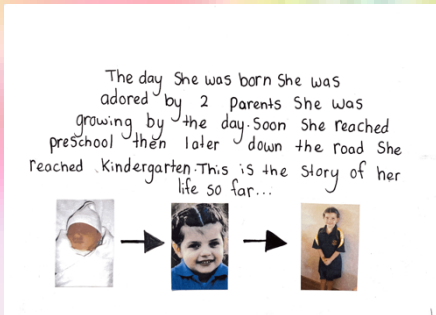 The day She was born She was
adored by 2 parents She was
growing by the day. Soon She reached
preschool then later down the road She
reached Kindergarten. This is the Story of her
life so far...